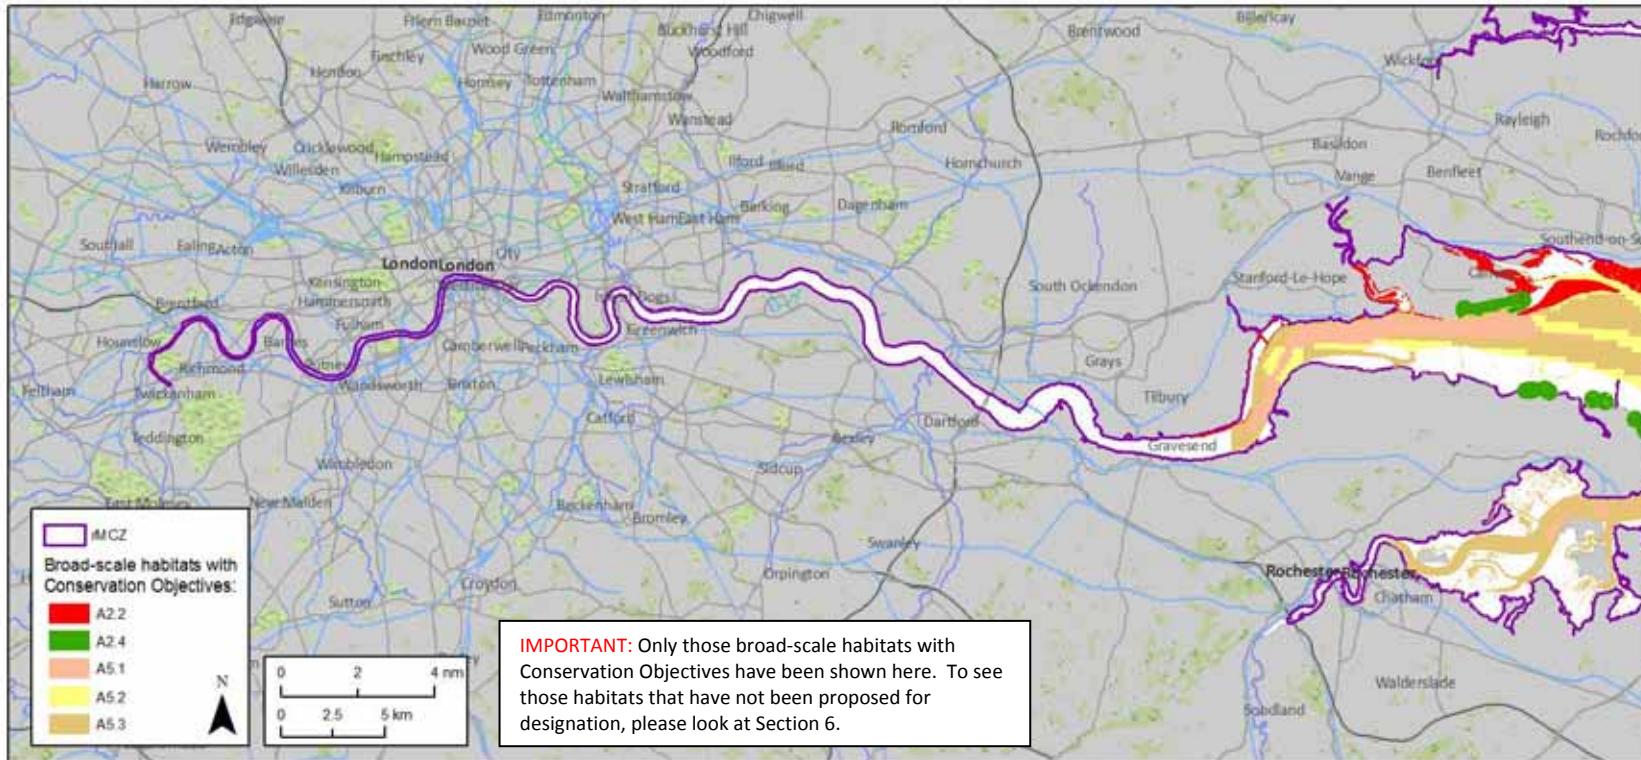 Edgware
Friern Barnet
Edmonton
Chigwell
Buckhurst Hill
Woodford
Billericay
Brentwood
Finchley
Wood Green
Wickford
Harrow
Hendon
Hornsey
Tottenham
Walthamstow
Wanstead
Romford
Rayleigh
Wembley
Cricklewood
Hampstead
Willesden
Kilburn
Ilford
Ilford
Hornchurch
Basildon
Vange
Benfleet
Stratford
West Ham
East Ham
Barking
Dagenham
Southall
Acton
City
London
London
Southend-on-
Kensington
Hammersmith
Stanford-Le-Hope
South Ockendon
Brentford
Fulham
Greenwich
Hounslow
Barnes
Camberwell
Peckham
Richmond
Putney
Wandsworth
Brixton
Lewisham
Grays
Tilbury
Feltham
Twickenham
Catford
Dartford
Bexley
Gravesend
Teddington
Wimbledon
Sidcup
East Molesey
New Malden
Beckenham
Bromley
Swanley
Orpington
Rochester
Rochester
Chatham
Croydon
Sutton
Walderslade
rMCZ
Broad-scale habitats with
Conservation Objectives:
A2.2
A2.4
A5.1
A5.2
A5.3
N
0 2 4 nm
0 2.5 5 km
IMPORTANT: Only those broad-scale habitats with
Conservation Objectives have been shown here. To see
those habitats that have not been proposed for
designation, please look at Section 6.